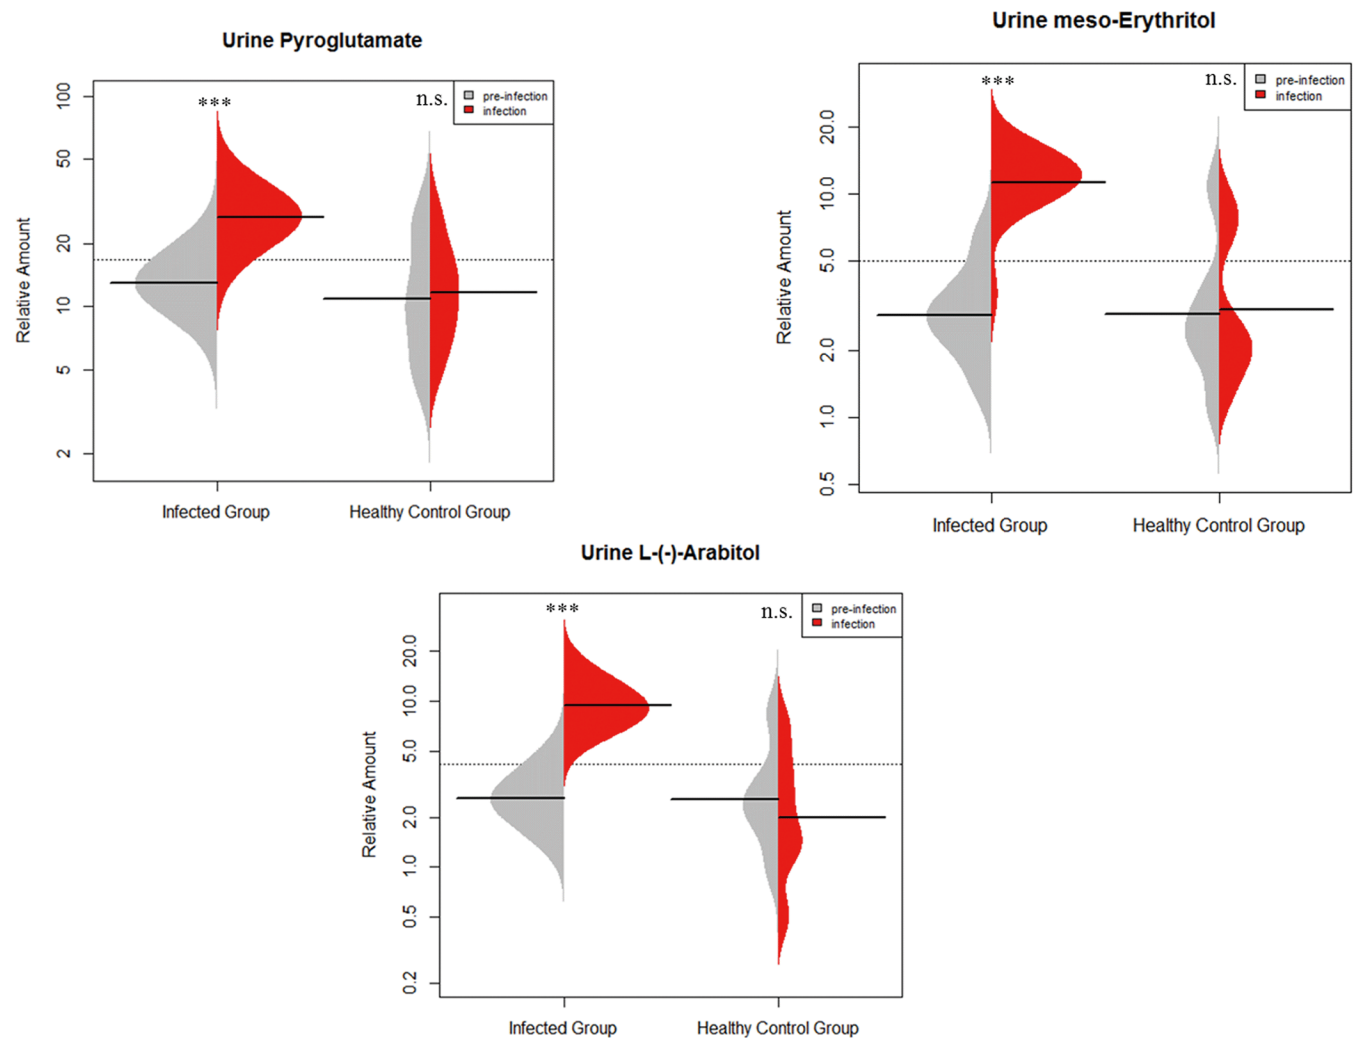 Urine Pyroglutamate
Relative Amount
100
50
20
10
5
2
***
n.s.
pre-infection
infection
Infected Group
Healthy Control Group
Urine meso-Erythritol
Relative Amount
20.0
10.0
5.0
2.0
1.0
0.5
***
n.s.
pre-infection
infection
Infected Group
Healthy Control Group
Urine L-(-)-Arabitol
Relative Amount
20.0
10.0
5.0
2.0
1.0
0.5
0.2
***
n.s.
pre-infection
infection
Infected Group
Healthy Control Group